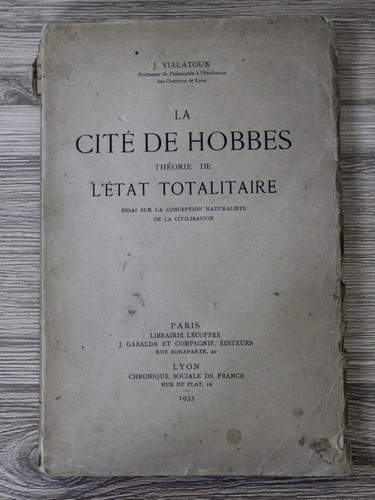 J. VIALATOUX
Professeur de Philosophie à l'Institution
des Chartreux de Lyon
LA
CITÉ DE HOBBES
THÉORIE DE
L'ÉTAT TOTALITAIRE
ESSAI SUR LA CONCEPTION NATURALISTE
DE LA CIVILISATION
PARIS
LIBRAIRIE LECOFFRE
J. GABALDA ET COMPAGNIE, ÉDITEURS
RUE BONAPARTE, 90
LYON
CHRONIQUE SOCIALE DE FRANCE
RUE DU PLAT, 16
1935